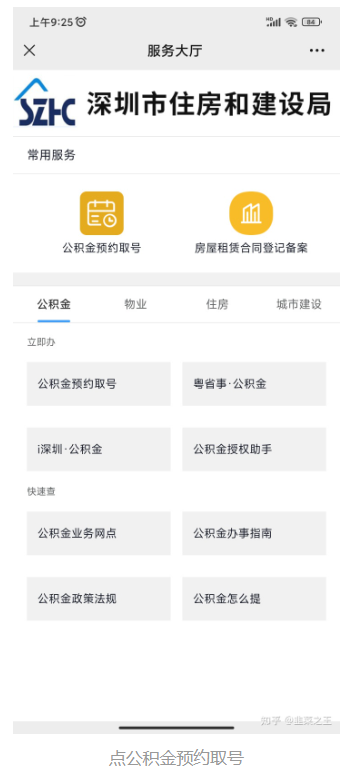 上午9:25
HD
84
服务大厅
SZHC 深圳市住房和建设局
常用服务
公积金预约取号 房屋租赁合同登记备案
公积金 物业 住房 城市建设
立即办
公积金预约取号 粤省事·公积金
i深圳·公积金 公积金授权助手
快速查
公积金业务网点 公积金办事指南
公积金政策法规 公积金怎么提
知乎 @韭菜之王
点公积金预约取号